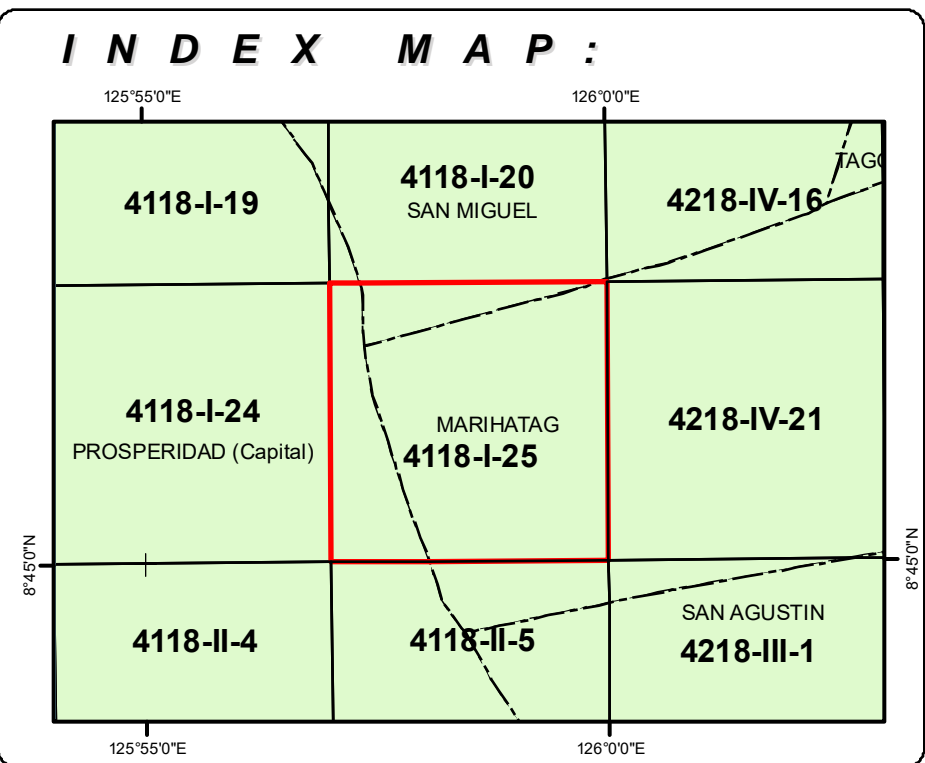 INDEX MAP:
125°55'0"E
126°0'0"E
TAGO
4118-I-19
4118-I-20
SAN MIGUEL
4218-IV-16
4118-I-24
PROSPERIDAD (Capital)
MARIHATAG
4118-I-25
4218-IV-21
8°45'0"N
8°45'0"N
4118-II-4
4118-II-5
SAN AGUSTIN
4218-III-1
125°55'0"E
126°0'0"E